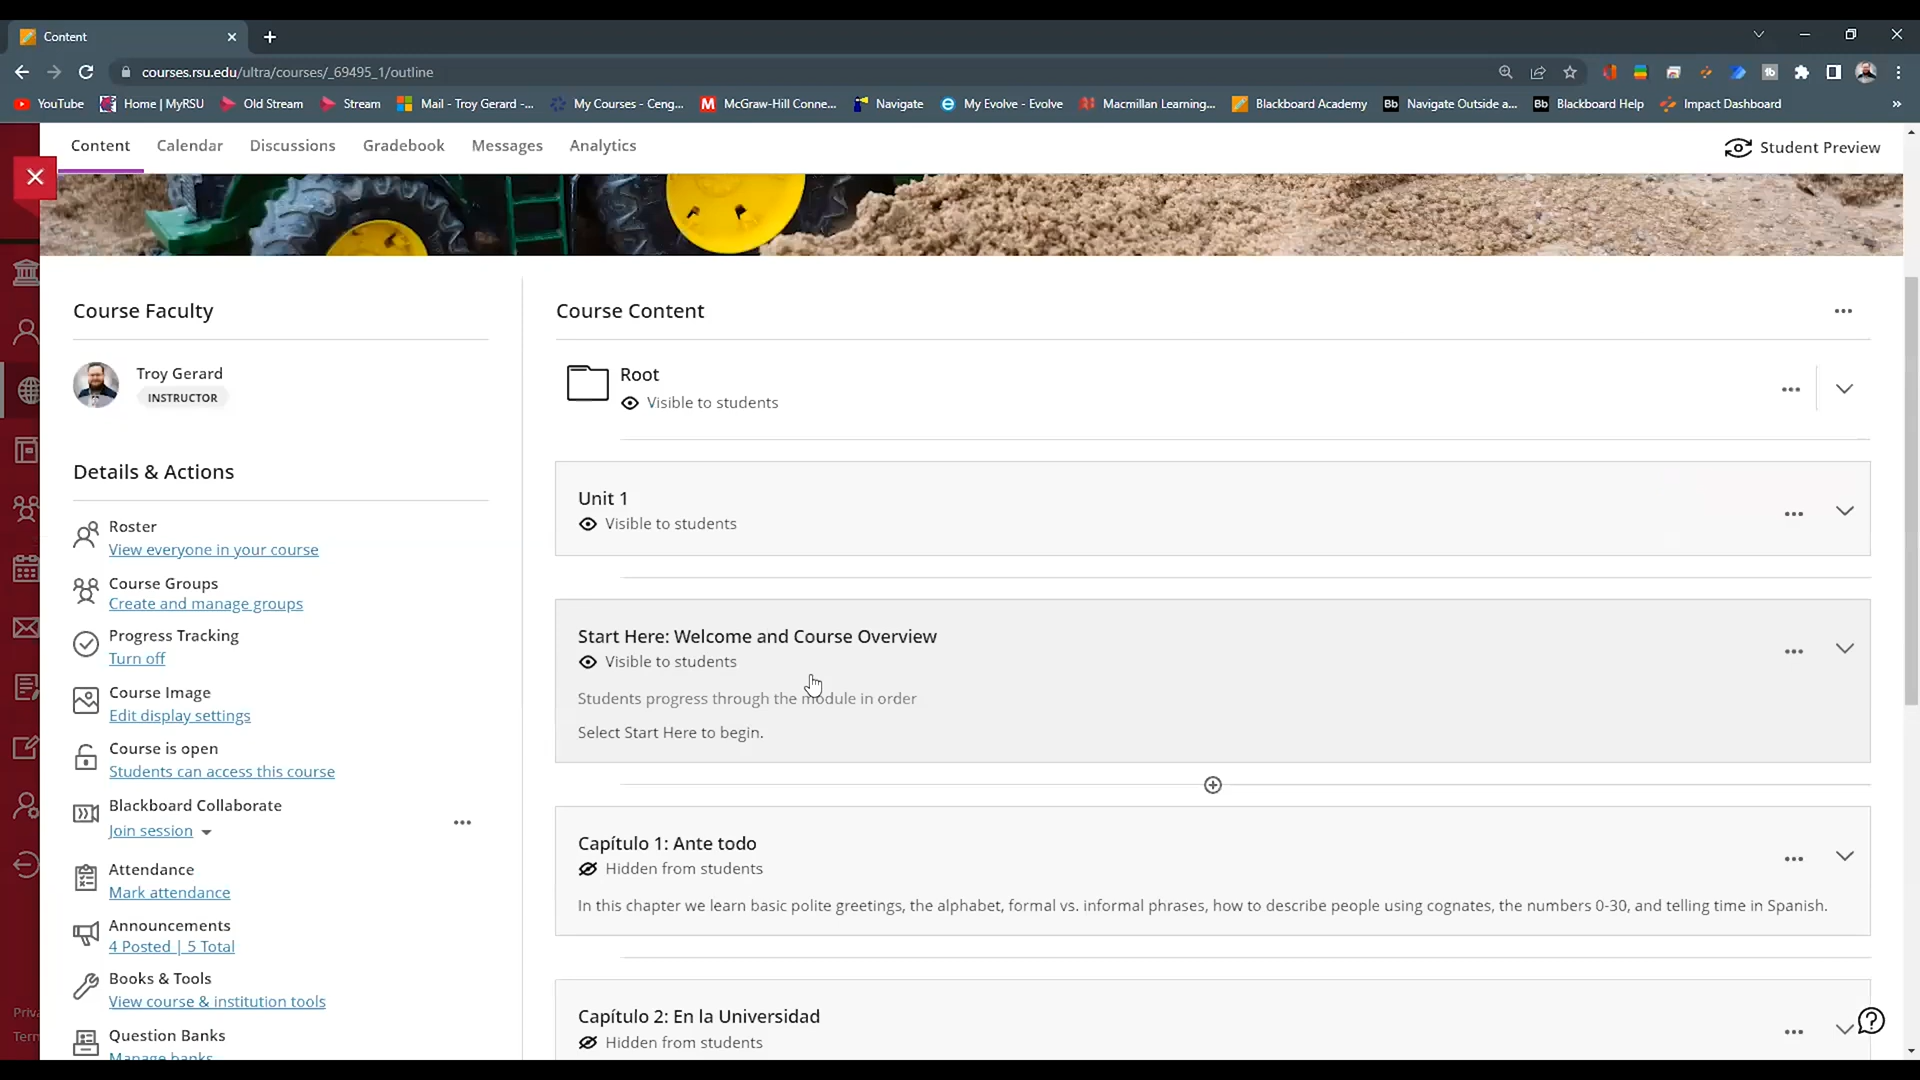 Content
courses.rsu.edu/ultra/courses/_69495_1/outline
YouTube
Home | MyRSU
Old Stream
Stream
Mail - Troy Gerard -...
My Courses - Ceng...
McGraw-Hill Conne...
Navigate
My Evolve - Evolve
Macmillan Learning...
Blackboard Academy
Bb Navigate Outside a...
Bb Blackboard Help
Impact Dashboard
Content
Calendar
Discussions
Gradebook
Messages
Analytics
Student Preview
Course Faculty
Troy Gerard
INSTRUCTOR
Details & Actions
Roster
View everyone in your course
Course Groups
Create and manage groups
Progress Tracking
Turn off
Course Image
Edit display settings
Course is open
Students can access this course
Blackboard Collaborate
Join session
Attendance
Mark attendance
Announcements
4 Posted | 5 Total
Books & Tools
View course & institution tools
Question Banks
Manage banks
Course Content
Root
Visible to students
Unit 1
Visible to students
Start Here: Welcome and Course Overview
Visible to students
Students progress through the module in order
Select Start Here to begin.
Capítulo 1: Ante todo
Hidden from students
In this chapter we learn basic polite greetings, the alphabet, formal vs. informal phrases, how to describe people using cognates, the numbers 0-30, and telling time in Spanish.
Capítulo 2: En la Universidad
Hidden from students